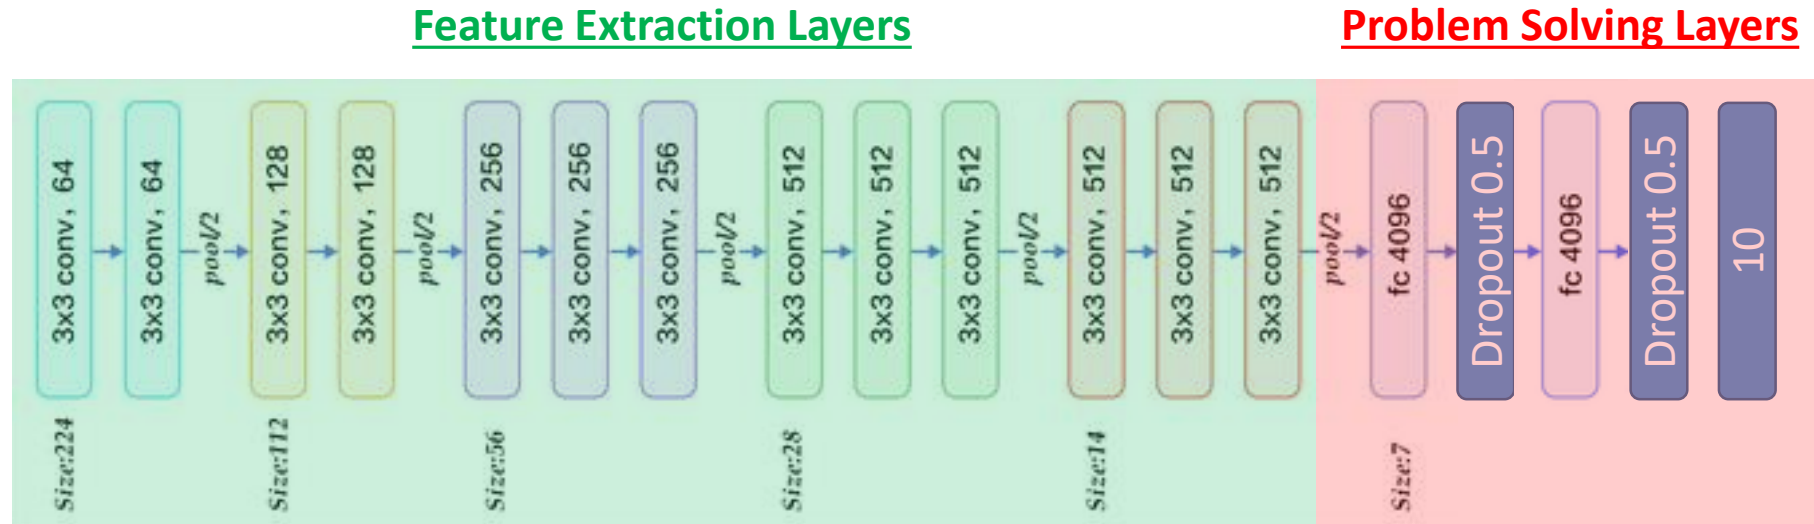 Feature Extraction Layers
Problem Solving Layers
3x3 conv, 64
3x3 conv, 64
pool/2
3x3 conv, 128
3x3 conv, 128
pool/2
3x3 conv, 256
3x3 conv, 256
3x3 conv, 256
pool/2
3x3 conv, 512
3x3 conv, 512
3x3 conv, 512
pool/2
3x3 conv, 512
3x3 conv, 512
3x3 conv, 512
pool/2
fc 4096
Dropout 0.5
fc 4096
Dropout 0.5
10
Size:224
Size:112
Size:56
Size:28
Size:14
Size:7